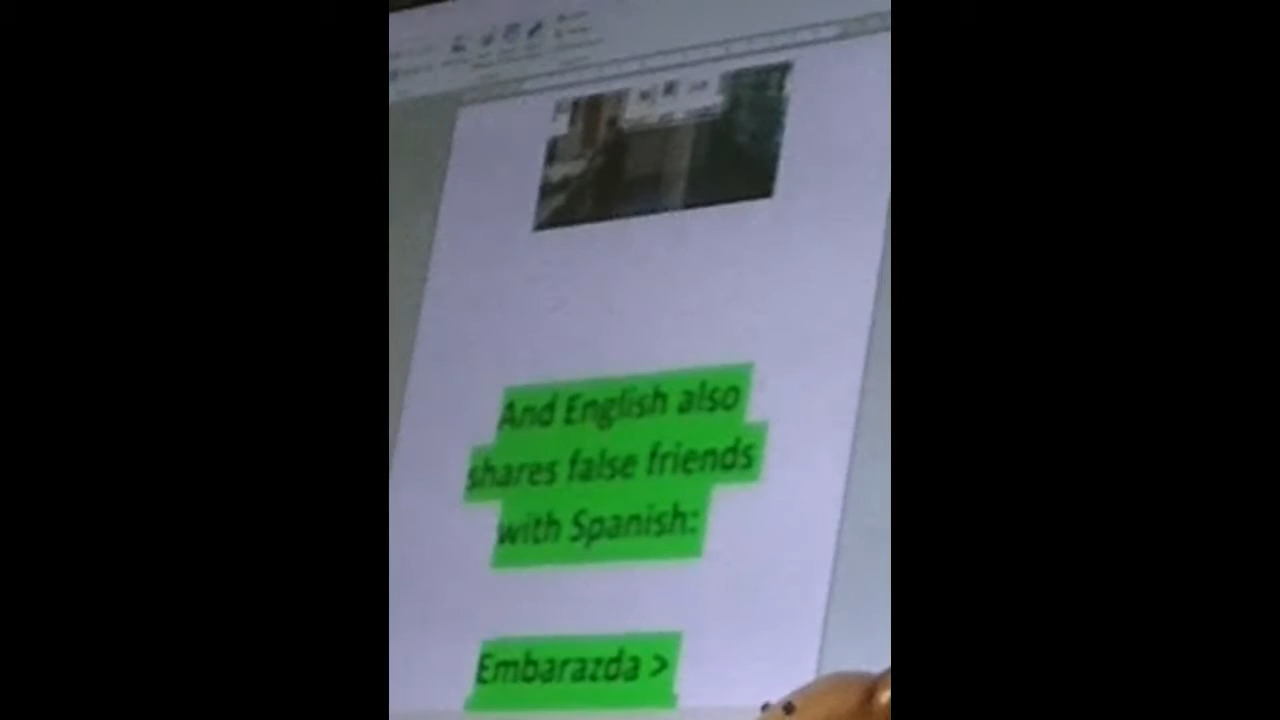 And English also
shares false friends
with Spanish:
Embarazda >